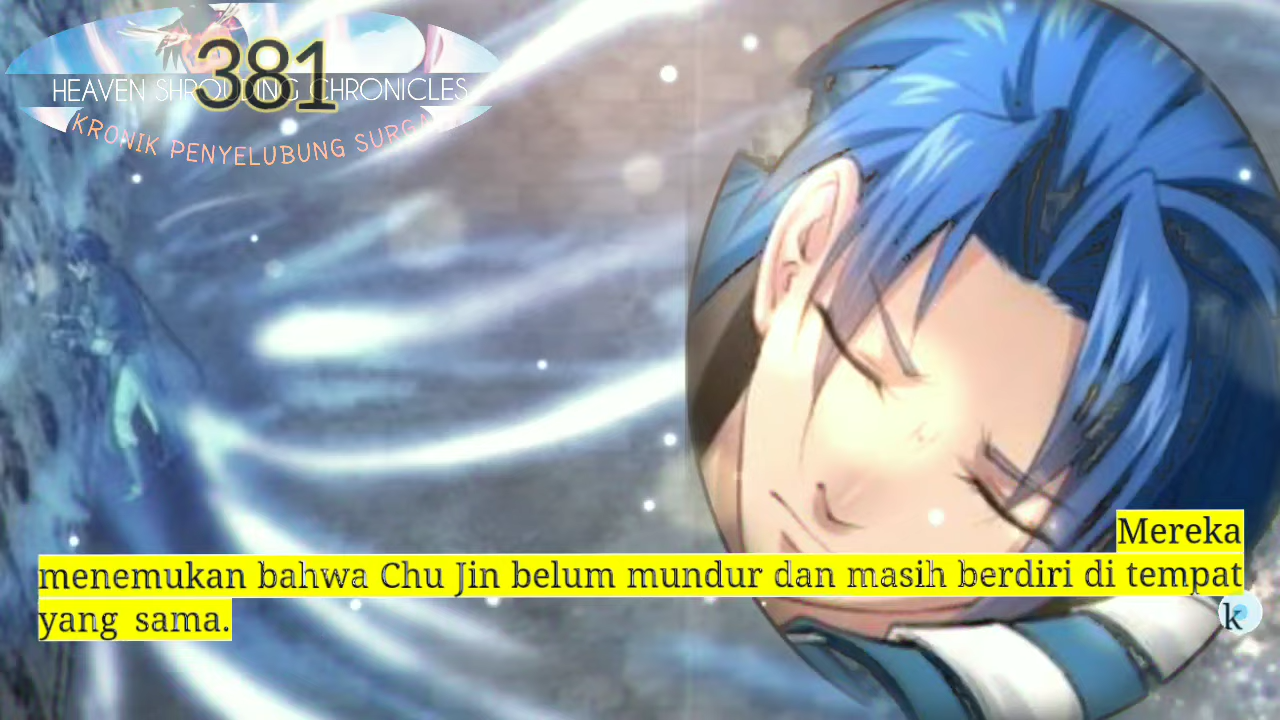 381
HEAVEN SHROUDING CHRONICLES
KRONIK PENYELUBUNG SURGA
Mereka
menemukan bahwa Chu Jin belum mundur dan masih berdiri di tempat
yang sama.
k